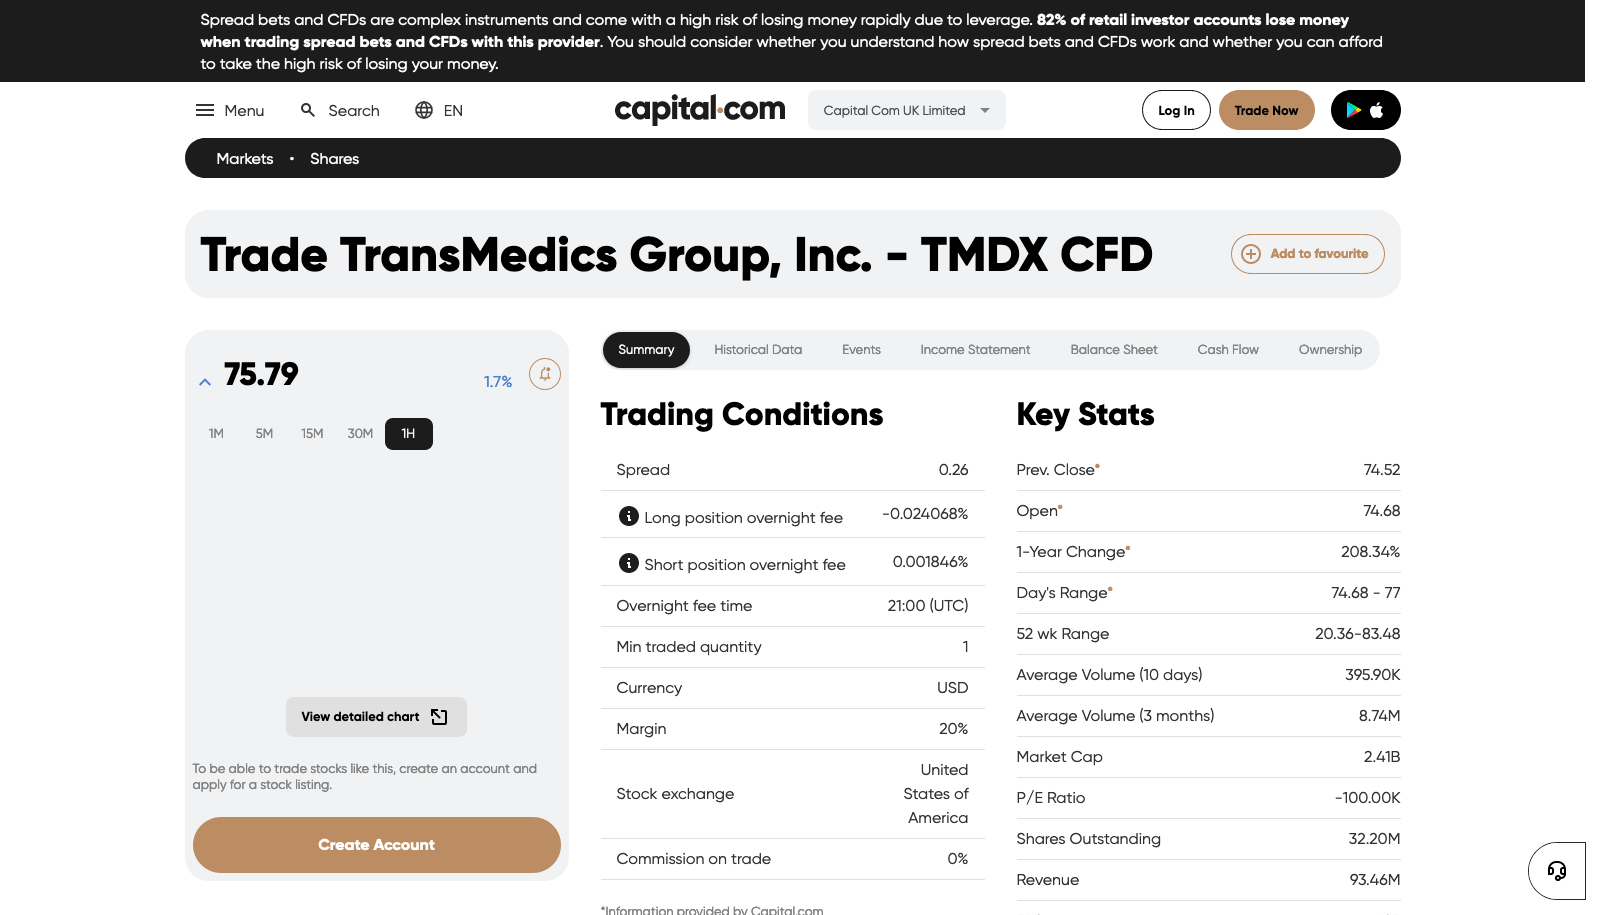 Spread bets and CFDs are complex instruments and come with a high risk of losing money rapidly due to leverage. 82% of retail investor accounts lose money
when trading spread bets and CFDs with this provider. You should consider whether you understand how spread bets and CFDs work and whether you can afford
to take the high risk of losing your money.
Menu Search EN capital.com Capital Com UK Limited Log In Trade Now
Markets • Shares
Trade TransMedics Group, Inc. - TMDX CFD Add to favourite
75.79 1.7%
1M 5M 15M 30M 1H
View detailed chart
To be able to trade stocks like this, create an account and
apply for a stock listing.
Create Account
Summary Historical Data Events Income Statement Balance Sheet Cash Flow Ownership
Trading Conditions
Spread 0.26
Long position overnight fee -0.024068%
Short position overnight fee 0.001846%
Overnight fee time 21:00 (UTC)
Min traded quantity 1
Currency USD
Margin 20%
Stock exchange United
States of
America
Commission on trade 0%
*Information provided by Capital.com
Key Stats
Prev. Close* 74.52
Open* 74.68
1-Year Change* 208.34%
Day's Range* 74.68 - 77
52 wk Range 20.36-83.48
Average Volume (10 days) 395.90K
Average Volume (3 months) 8.74M
Market Cap 2.41B
P/E Ratio -100.00K
Shares Outstanding 32.20M
Revenue 93.46M